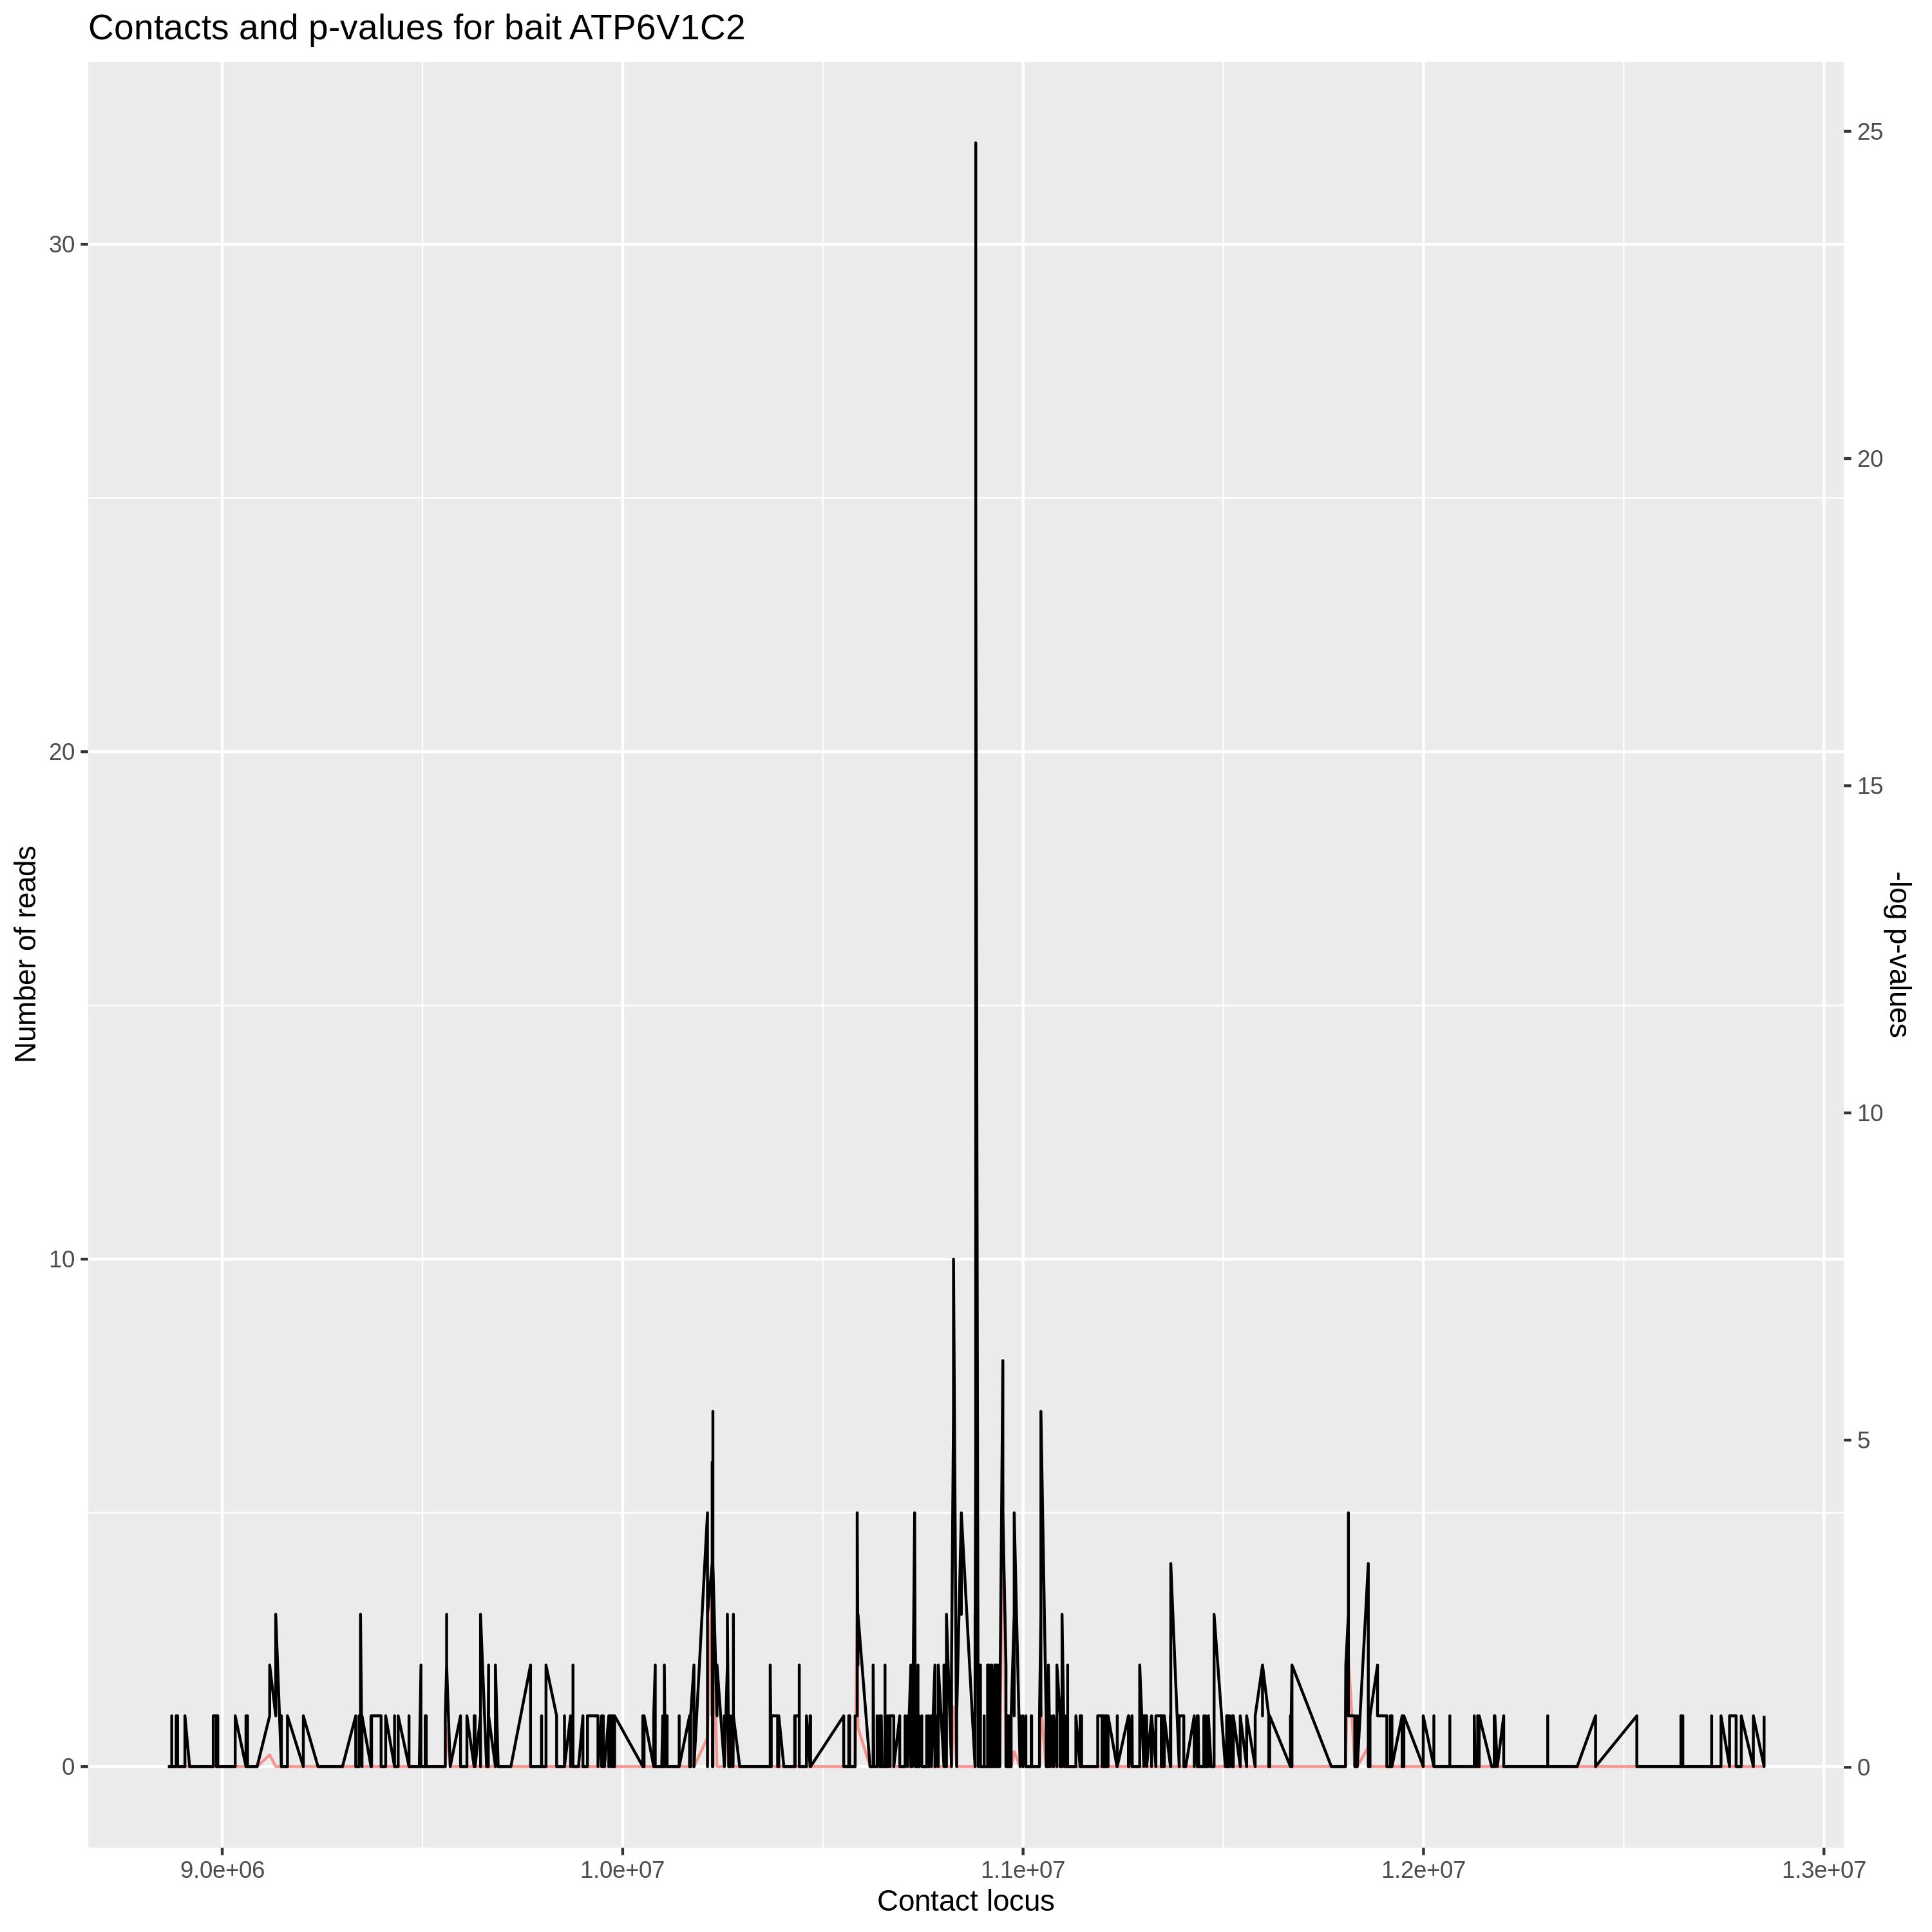 Contacts and p-values for bait ATP6V1C2
30
20
10
0
Number of reads
25
20
15
10
5
0
-log p-values
9.0e+06 1.0e+07 1.1e+07 1.2e+07 1.3e+07
Contact locus